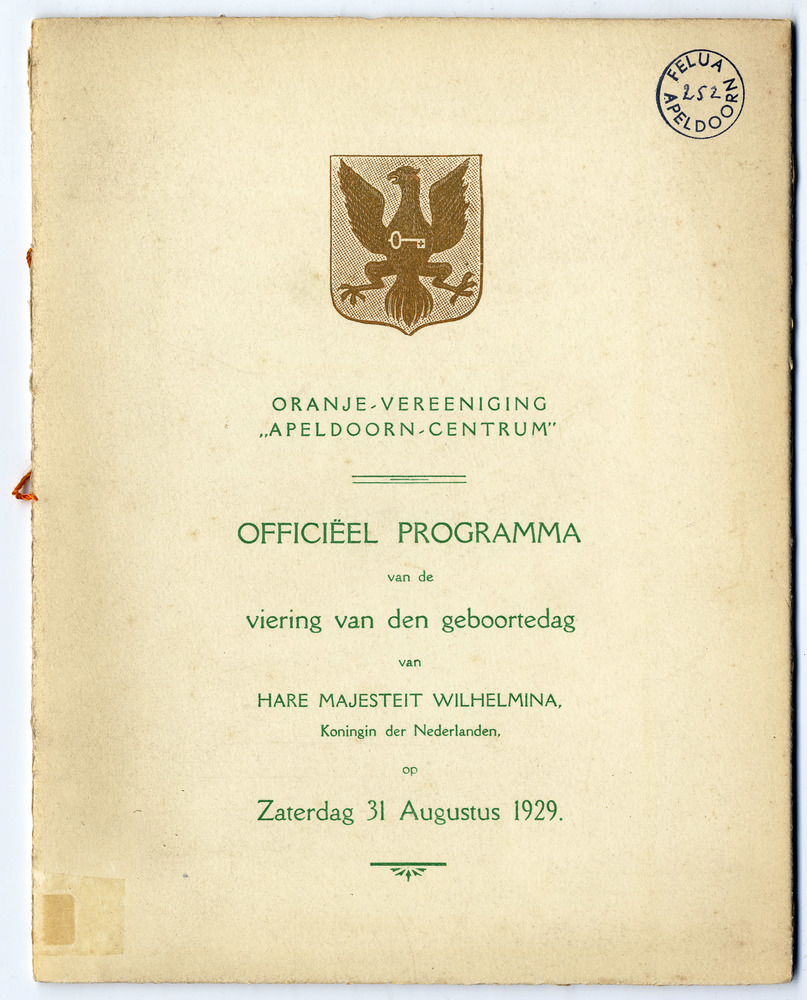 FELUA N
252
APELDOORN
ORANJE-VEREENIGING
„APELDOORN-CENTRUM”
OFFICIËEL PROGRAMMA
van de
viering van den geboortedag
van
HARE MAJESTEIT WILHELMINA,
Koningin der Nederlanden,
op
Zaterdag 31 Augustus 1929.